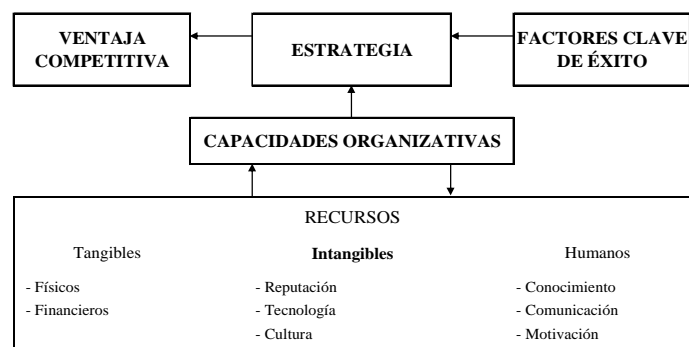 VENTAJA
COMPETITIVA
ESTRATEGIA
FACTORES CLAVE
DE ÉXITO
CAPACIDADES ORGANIZATIVAS
RECURSOS
Tangibles
- Físicos
- Financieros
Intangibles
- Reputación
- Tecnología
- Cultura
Humanos
- Conocimiento
- Comunicación
- Motivación